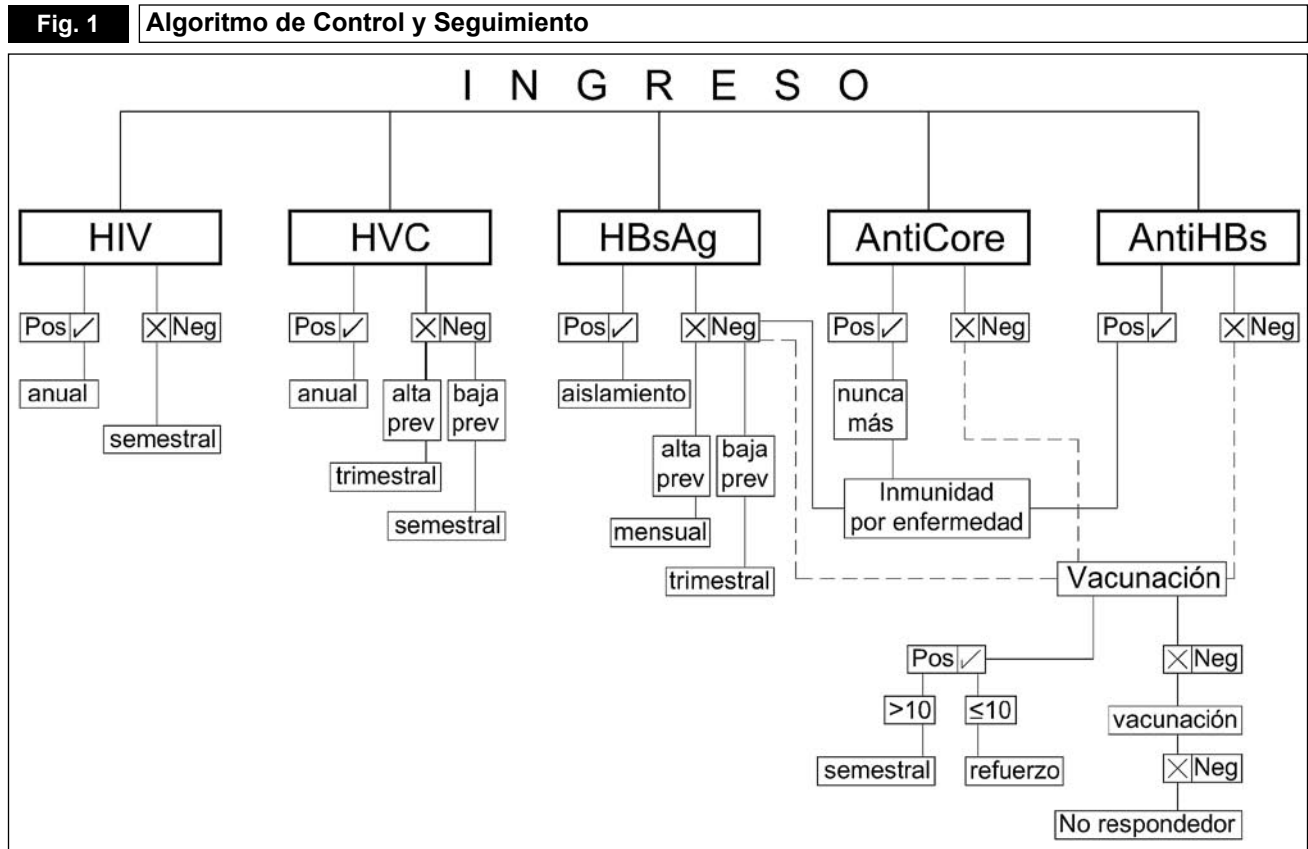 Fig. 1
Algoritmo de Control y Seguimiento
I N G R E S O
HIV
HVC
HBsAg
AntiCore
AntiHBs
Pos
Neg
Pos
Neg
Pos
Neg
Pos
Neg
Pos
Neg
anual
semestral
anual
alta
prev
baja
prev
trimestral
semestral
aislamiento
alta
prev
baja
prev
mensual
trimestral
nunca
más
Inmunidad
por enfermedad
Vacunación
Pos
>10
≤10
semestral
refuerzo
Neg
vacunación
Neg
No respondedor